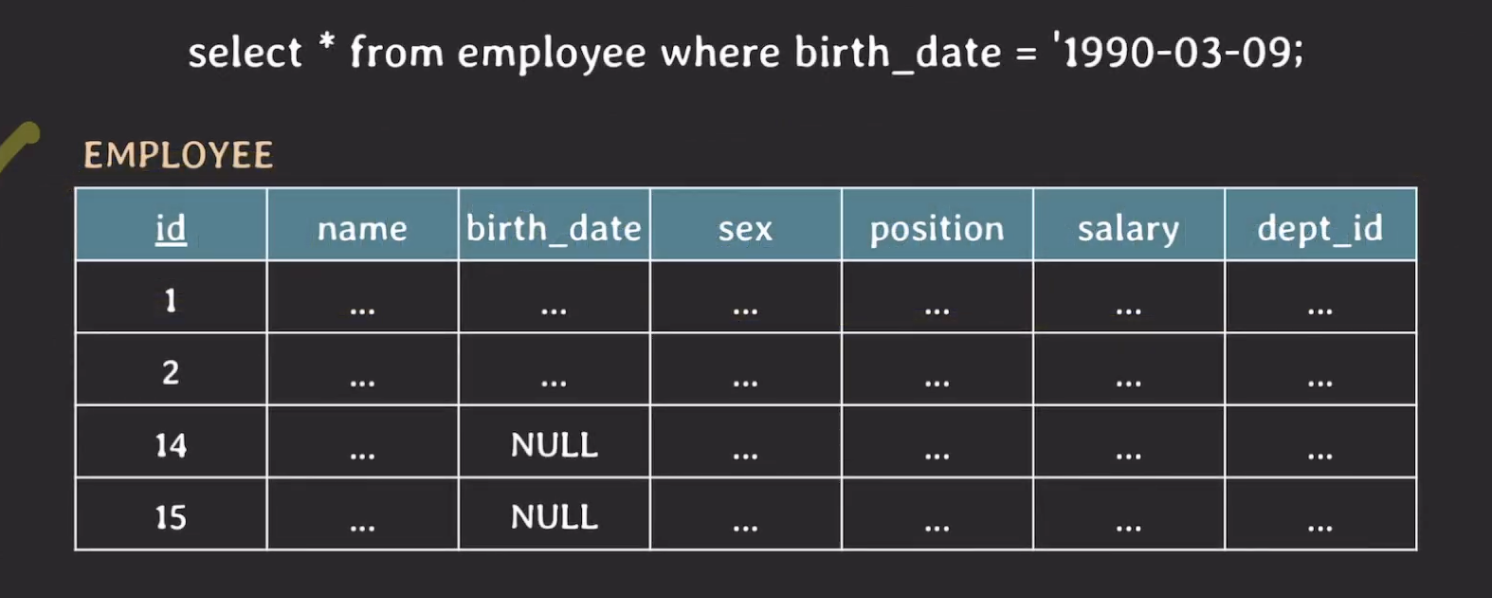 select * from employee where birth_date = '1990-03-09;
EMPLOYEE
id name birth_date sex position salary dept_id
1 ... ... ... ... ... ...
2 ... ... ... ... ... ...
14 ... NULL ... ... ... ...
15 ... NULL ... ... ... ...